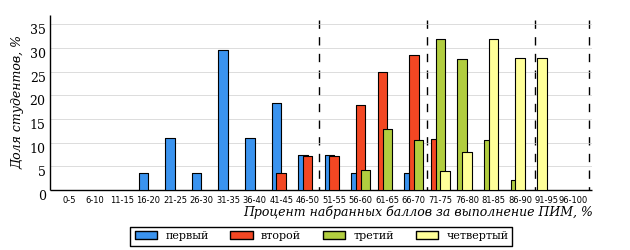 Доля студентов, %
35
30
25
20
15
10
5
0
0-5 6-10 11-15 16-20 21-25 26-30 31-35 36-40 41-45 46-50 51-55 56-60 61-65 66-70 71-75 76-80 81-85 86-90 91-95 96-100
Процент набранных баллов за выполнение ПИМ, %
первый второй третий четвертый